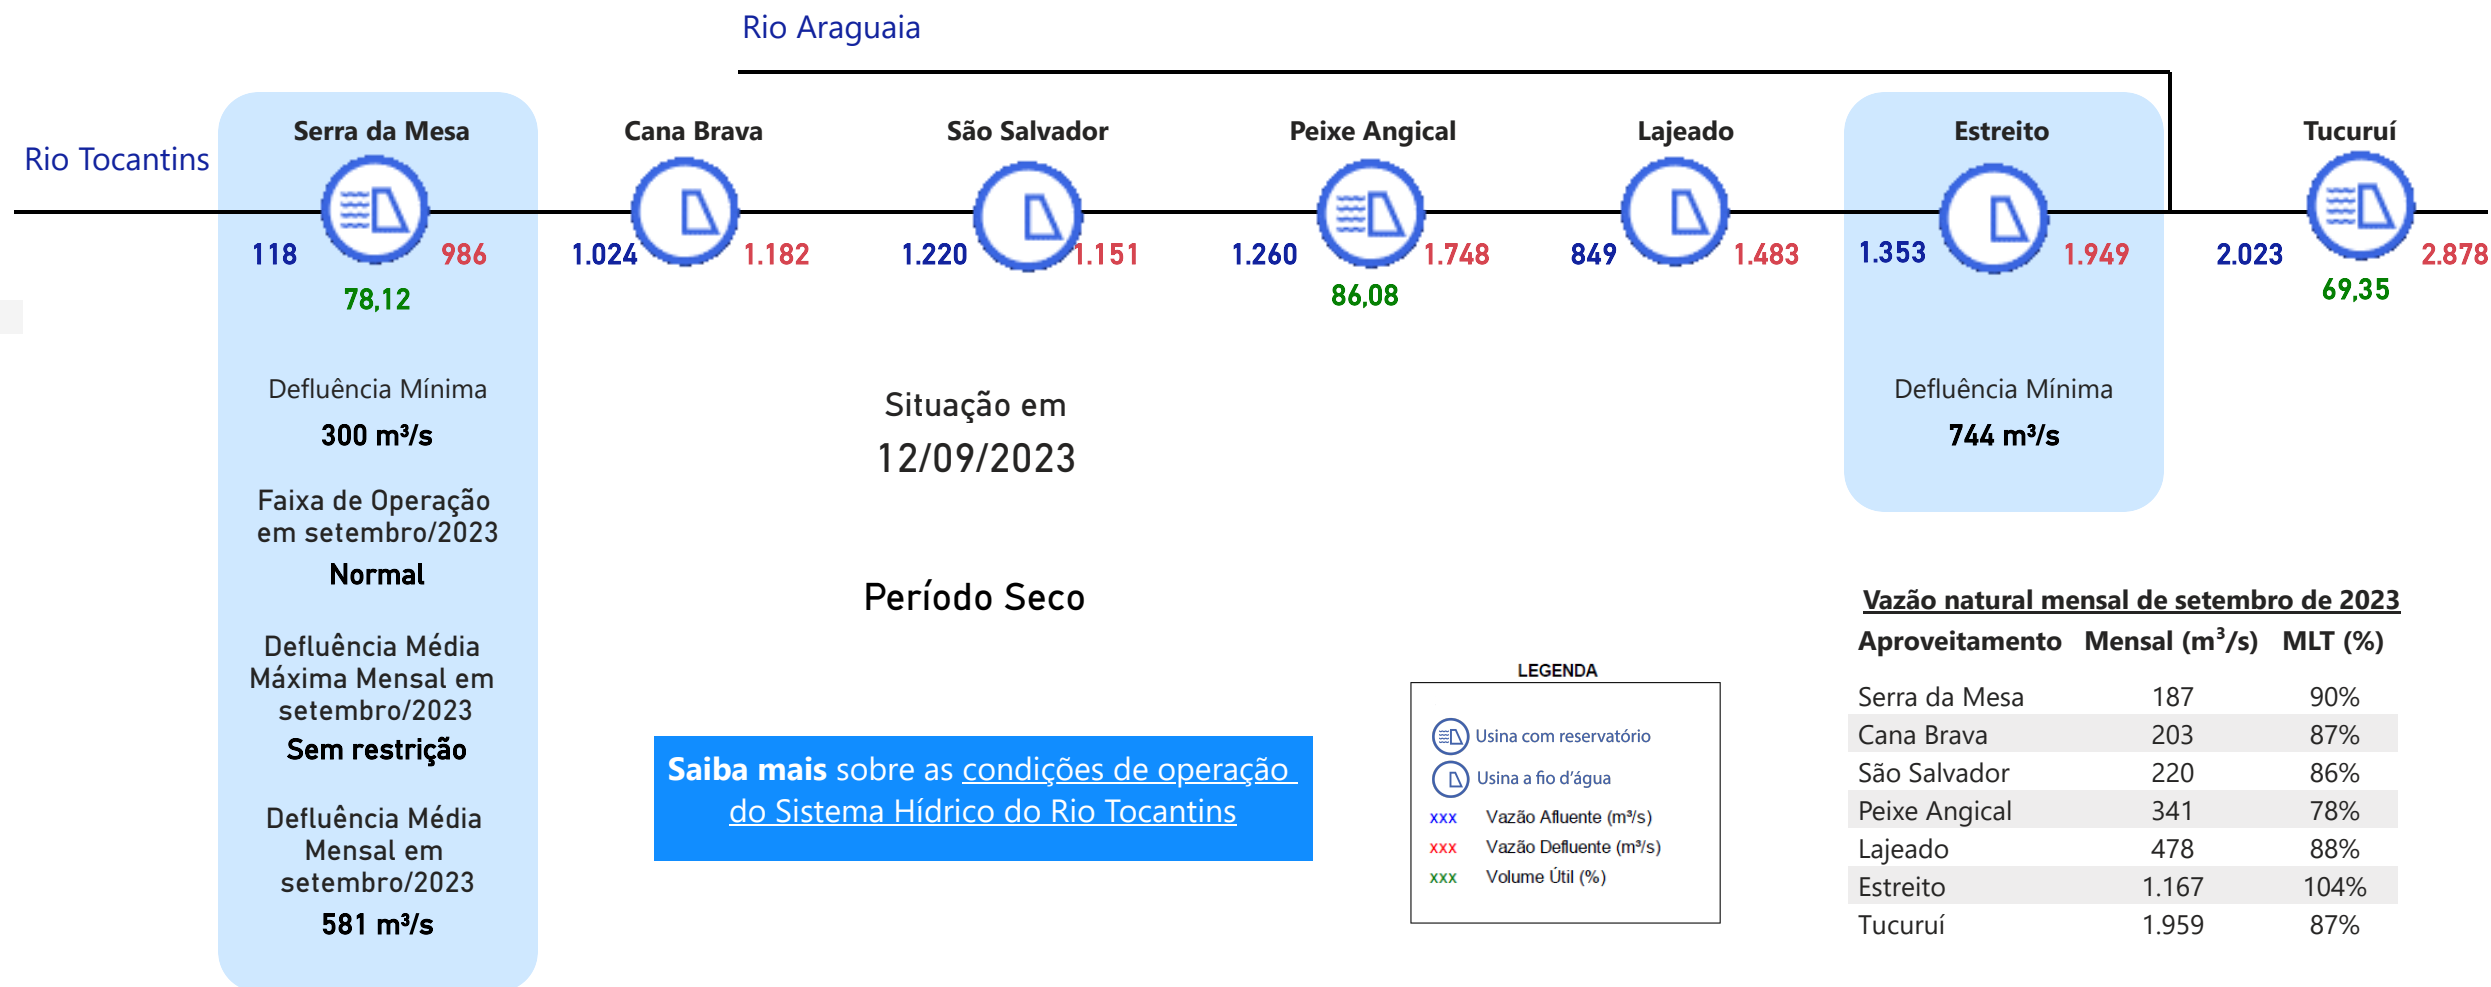 Rio Araguaia
Rio Tocantins
Serra da Mesa
118 986
78,12
Cana Brava
1.024 1.182
São Salvador
1.220 1.151
Peixe Angical
1.260 1.748
86,08
Lajeado
849 1.483
Estreito
1.353 1.949
Tucuruí
2.023 2.878
69,35
Defluência Mínima
300 m³/s
Faixa de Operação
em setembro/2023
Normal
Defluência Média
Máxima Mensal em
setembro/2023
Sem restrição
Defluência Média
Mensal em
setembro/2023
581 m³/s
Situação em
12/09/2023
Período Seco
Saiba mais sobre as condições de operação
do Sistema Hídrico do Rio Tocantins
Defluência Mínima
744 m³/s
LEGENDA
Usina com reservatório
Usina a fio d'água
xxx Vazão Afluente (m³/s)
xxx Vazão Defluente (m³/s)
xxx Volume Útil (%)
Vazão natural mensal de setembro de 2023
Aproveitamento Mensal (m³/s) MLT (%)
Serra da Mesa 187 90%
Cana Brava 203 87%
São Salvador 220 86%
Peixe Angical 341 78%
Lajeado 478 88%
Estreito 1.167 104%
Tucuruí 1.959 87%